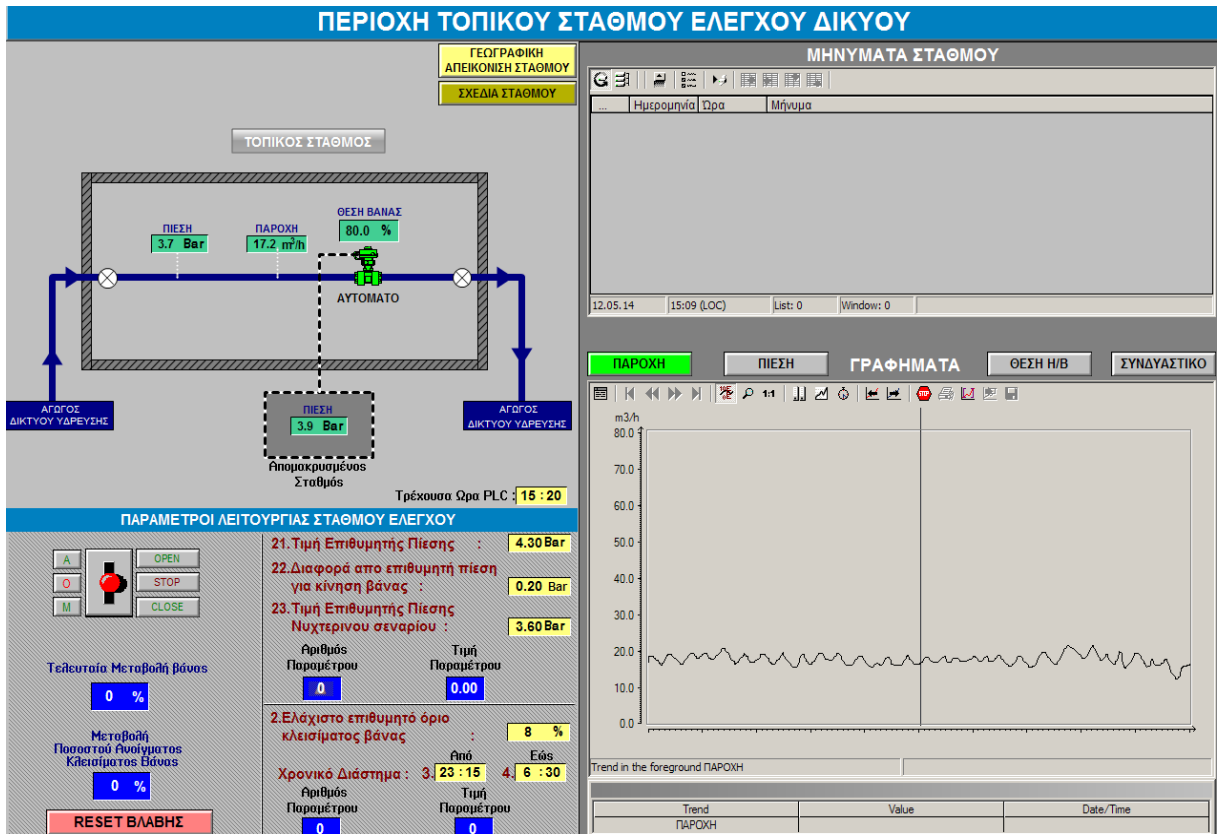 ΠΕΡΙΟΧΗ ΤΟΠΙΚΟΥ ΣΤΑΘΜΟΥ ΕΛΕΓΧΟΥ ΔΙΚΥΟΥ
ΓΕΩΓΡΑΦΙΚΗ
ΑΠΕΙΚΟΝΙΣΗ ΣΤΑΘΜΟΥ
ΣΧΕΔΙΑ ΣΤΑΘΜΟΥ
ΤΟΠΙΚΟΣ ΣΤΑΘΜΟΣ
ΘΕΣΗ ΒΑΝΑΣ
80.0 %
ΠΙΕΣΗ
3.7 Bar
ΠΑΡΟΧΗ
17.2 m³/h
ΑΥΤΟΜΑΤΟ
ΑΓΩΓΟΣ
ΔΙΚΤΥΟΥ ΥΔΡΕΥΣΗΣ
ΠΙΕΣΗ
3.9 Bar
ΑΓΩΓΟΣ
ΔΙΚΤΥΟΥ ΥΔΡΕΥΣΗΣ
Απομακρυσμένος
Σταθμός
Τρέχουσα Ωρα PLC : 15 : 20
ΠΑΡΑΜΕΤΡΟΙ ΛΕΙΤΟΥΡΓΙΑΣ ΣΤΑΘΜΟΥ ΕΛΕΓΧΟΥ
A OPEN
O STOP
M CLOSE
Τελευταία Μεταβολή βάνας
0 %
Μεταβολή
Ποσοστού Ανοίγματος
Κλεισίματος Βάνας
0 %
RESET ΒΛΑΒΗΣ
21.Τιμή Επιθυμητής Πίεσης : 4.30 Bar
22.Διαφορά απο επιθυμητή πίεση
για κίνηση βάνας : 0.20 Bar
23.Τιμή Επιθυμητής Πίεσης
Νυχτερινου σεναρίου : 3.60 Bar
Αριθμός
Παραμέτρου
0
Τιμή
Παραμέτρου
0.00
2.Ελάχιστο επιθυμητό όριο
κλεισίματος βάνας : 8 %
Από Εώς
Χρονικό Διάστημα : 3. 23 : 15 4. 6 : 30
Αριθμός
Παραμέτρου
0
Τιμή
Παραμέτρου
0
ΜΗΝΥΜΑΤΑ ΣΤΑΘΜΟΥ
... Ημερομηνία Ώρα Μήνυμα
12.05.14 15:09 (LOC) List: 0 Window: 0
ΠΑΡΟΧΗ ΠΙΕΣΗ ΓΡΑΦΗΜΑΤΑ ΘΕΣΗ Η/Β ΣΥΝΔΥΑΣΤΙΚΟ
1:1
STOP
m3/h
80.0
70.0
60.0
50.0
40.0
30.0
20.0
10.0
0.0
Trend in the foreground ΠΑΡΟΧΗ
Trend Value Date/Time
ΠΑΡΟΧΗ